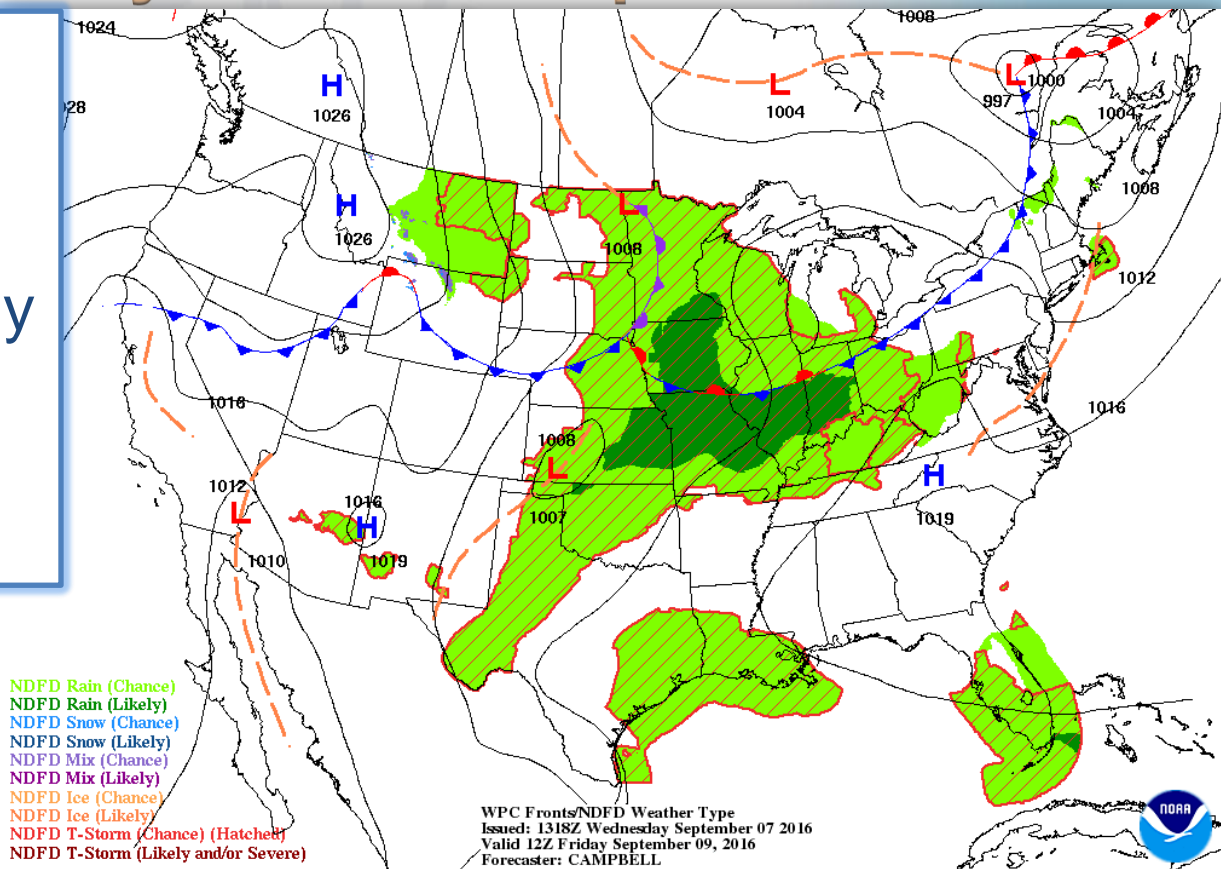 1024
1008
H
1026
L
1004
L
1000
997
1004
28
H
1026
L
1008
1008
1012
y
1016
1016
1008
L
1007
H
1019
1012
L
1010
1016
H
1019
NDFD Rain (Chance)
NDFD Rain (Likely)
NDFD Snow (Chance)
NDFD Snow (Likely)
NDFD Mix (Chance)
NDFD Mix (Likely)
NDFD Ice (Chance)
NDFD Ice (Likely)
NDFD T-Storm (Chance) (Hatched)
NDFD T-Storm (Likely and/or Severe)
WPC Fronts/NDFD Weather Type
Issued: 1318Z Wednesday September 07 2016
Valid 12Z Friday September 09, 2016
Forecaster: CAMPBELL
NOAA